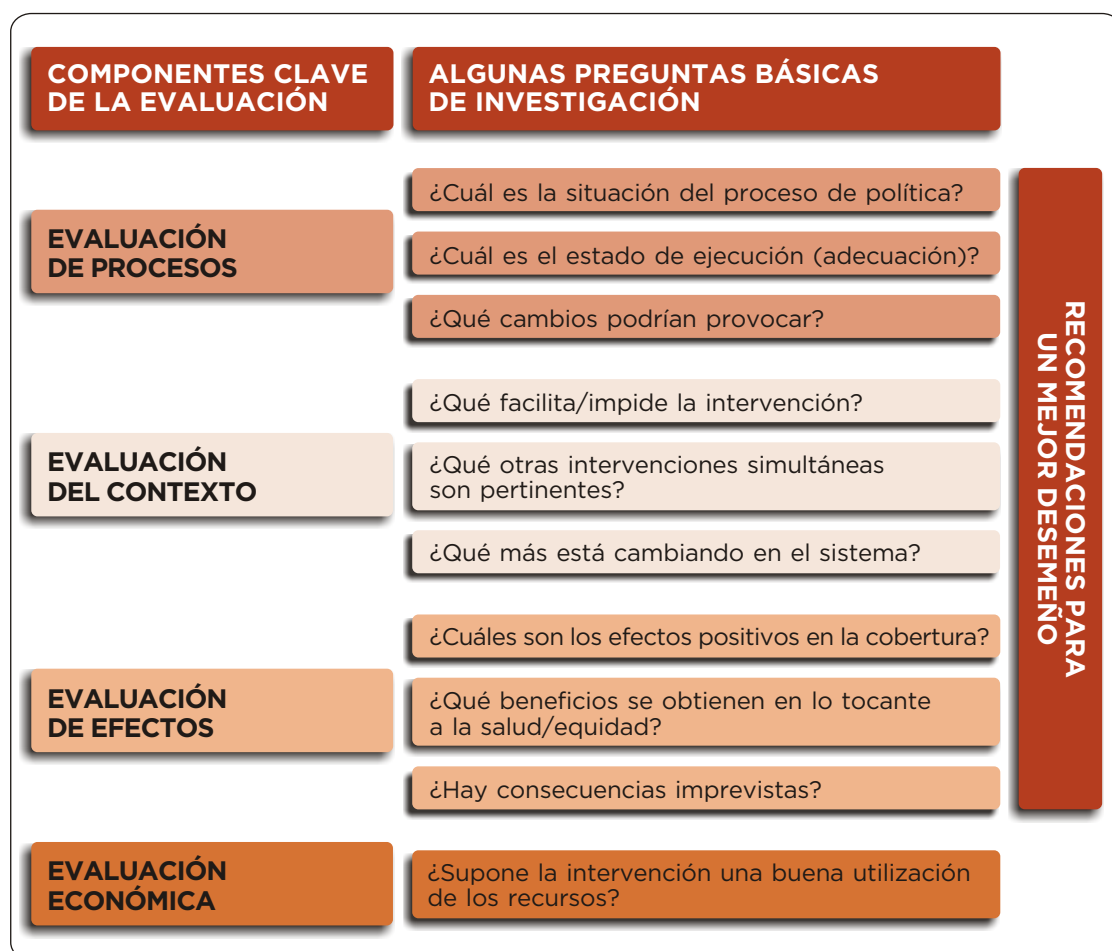 COMPONENTES CLAVE
DE LA EVALUACIÓN
ALGUNAS PREGUNTAS BÁSICAS
DE INVESTIGACIÓN
EVALUACIÓN
DE PROCESOS
¿Cuál es la situación del proceso de política?
¿Cuál es el estado de ejecución (adecuación)?
¿Qué cambios podrían provocar?
EVALUACIÓN
DEL CONTEXTO
¿Qué facilita/impide la intervención?
¿Qué otras intervenciones simultáneas
son pertinentes?
¿Qué más está cambiando en el sistema?
EVALUACIÓN
DE EFECTOS
¿Cuáles son los efectos positivos en la cobertura?
¿Qué beneficios se obtienen en lo tocante
a la salud/equidad?
¿Hay consecuencias imprevistas?
EVALUACIÓN
ECONÓMICA
¿Supone la intervención una buena utilización
de los recursos?
RECOMENDACIONES PARA
UN MEJOR DESEMEÑO